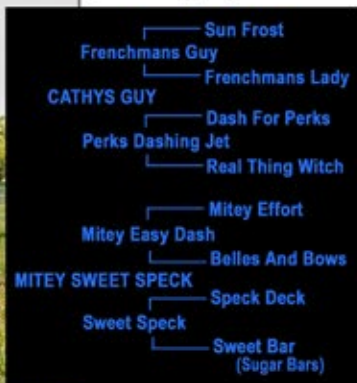 Sun Frost
Frenchmans Guy
Frenchmans Lady
CATHYS GUY
Dash For Perks
Perks Dashing Jet
Real Thing Witch
Mitey Effort
Mitey Easy Dash
Belles And Bows
MITEY SWEET SPECK
Speck Deck
Sweet Speck
Sweet Bar
(Sugar Bars)